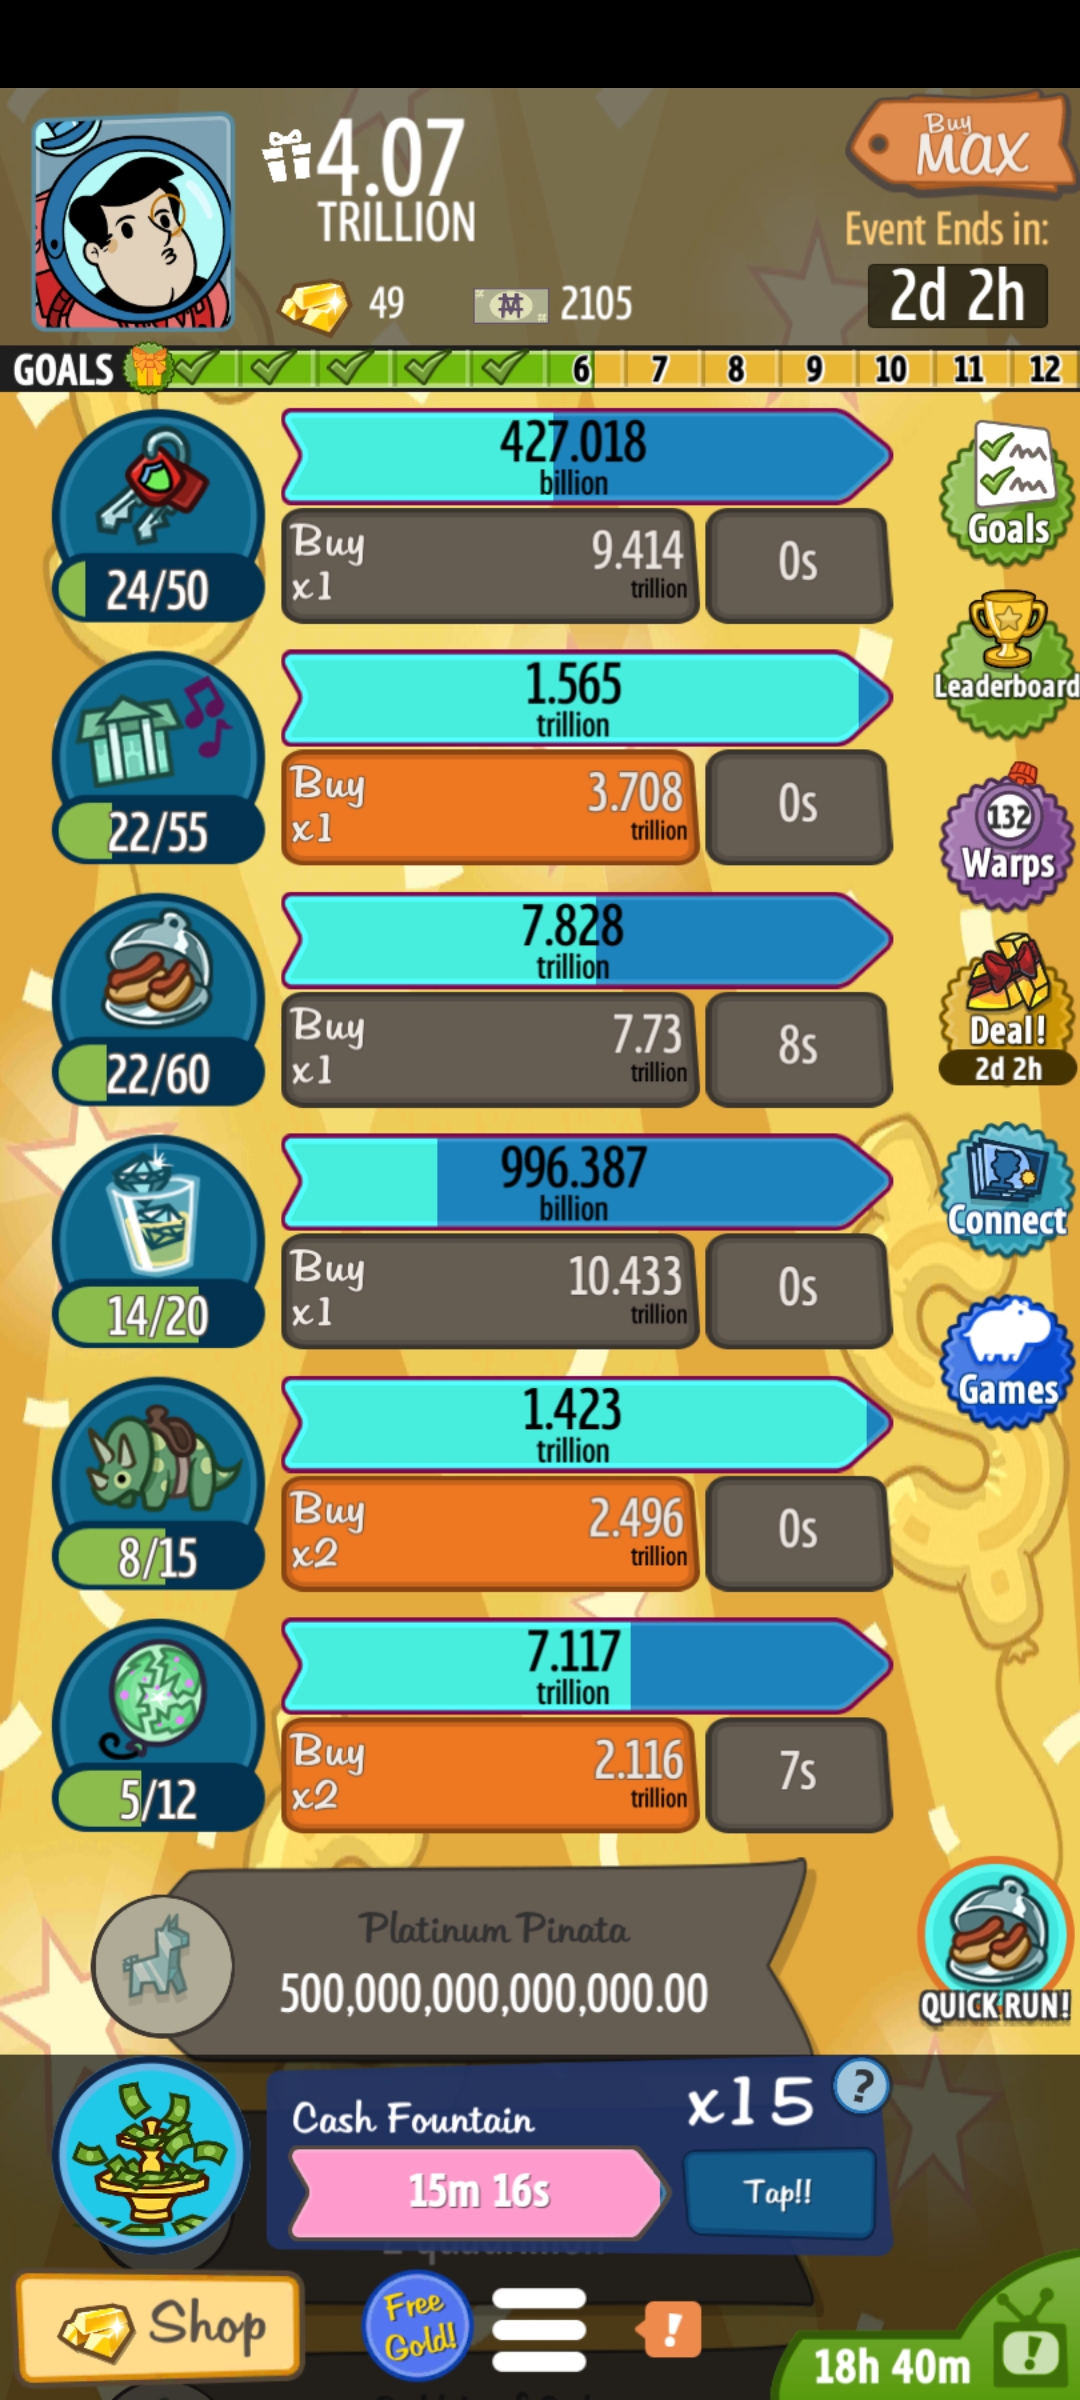 4.07
TRILLION
Buy
MAX
Event Ends in:
2d 2h
49
2105
GOALS 6 7 8 9 10 11 12
427.018
billion
Buy
x1
9.414
trillion
0s
24/50
Goals
1.565
trillion
Buy
x1
3.708
trillion
0s
22/55
Leaderboard
132
Warps
7.828
trillion
Buy
x1
7.73
trillion
8s
22/60
Deal!
2d 2h
996.387
billion
Buy
x1
10.433
trillion
0s
14/20
Connect
Games
1.423
trillion
Buy
x2
2.496
trillion
0s
8/15
7.117
trillion
Buy
x2
2.116
trillion
7s
5/12
Platinum Pinata
500,000,000,000,000.00
QUICK RUN!
Cash Fountain
x15
?
15m 16s
Tap!!
Shop
Free
Gold!
!
18h 40m
!